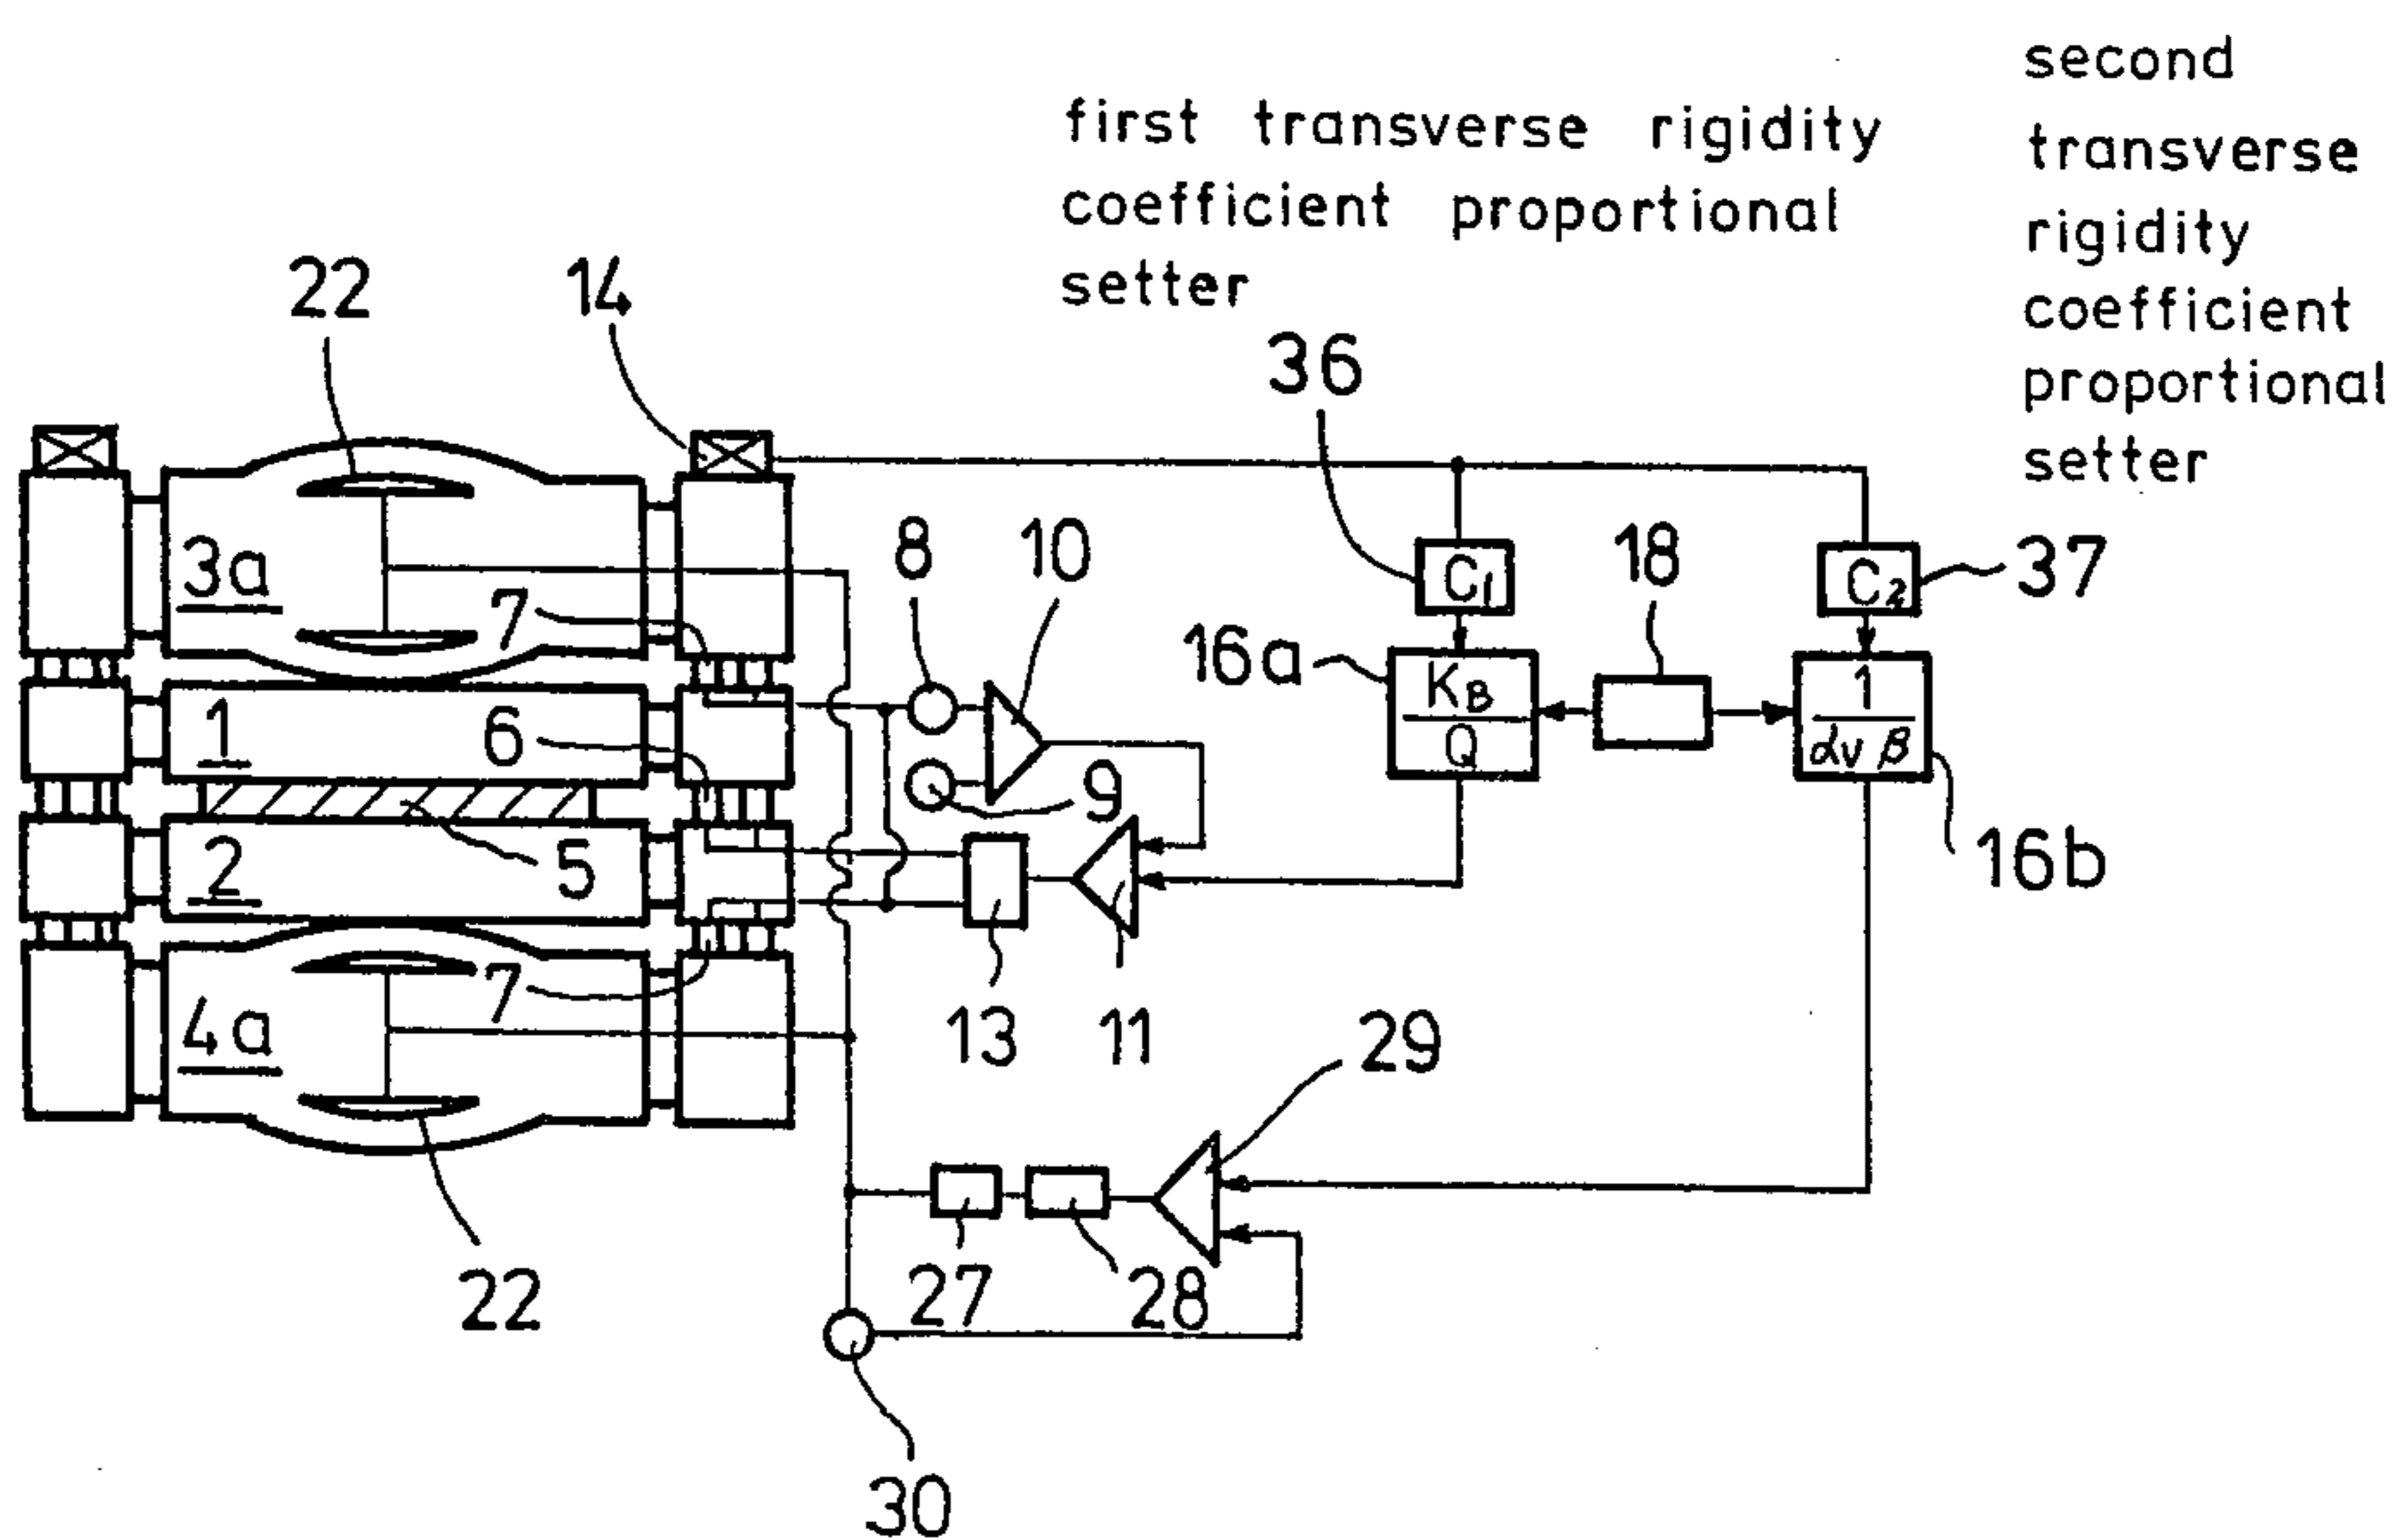 first transverse rigidity
coefficient proportional
setter
second
transverse
rigidity
coefficient
proportional
setter
22
14
36
8
10
18
37
3a
7
C1
C2
16a
KB
Q
1
αvβ
1
6
9
2
5
16b
4a
7
13
11
29
22
27
28
30